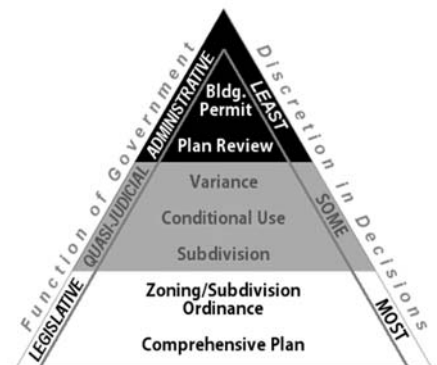 Function of Government
Discretion in Decisions
ADMINISTRATIVE
LEAST
Bldg.
Permit
Plan Review
QUASI-JUDICIAL
SOME
Variance
Conditional Use
Subdivision
LEGISLATIVE
MOST
Zoning/Subdivision
Ordinance
Comprehensive Plan